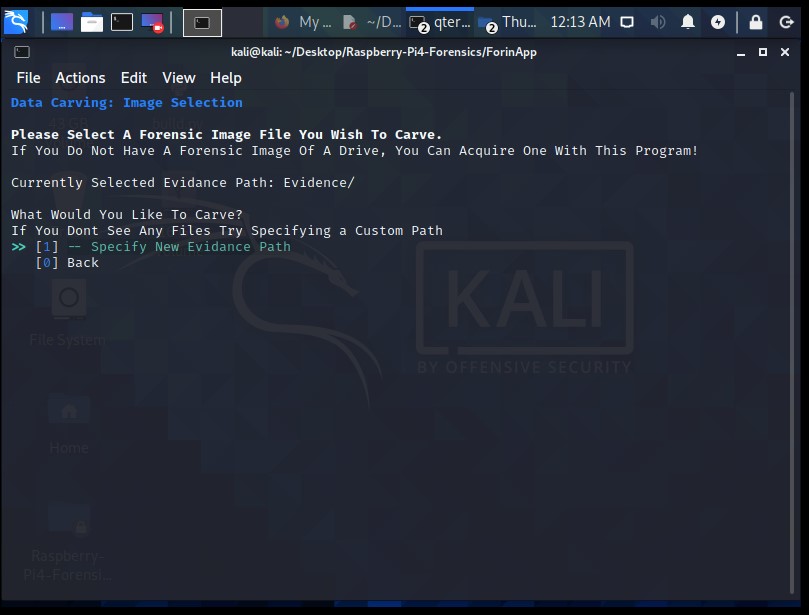 My ...
~/D...
2
qter...
2
Thu...
12:13 AM
kali@kali: ~/Desktop/Raspberry-Pi4-Forensics/ForinApp
File Actions Edit View Help
Data Carving: Image Selection
Please Select A Forensic Image File You Wish To Carve.
If You Do Not Have A Forensic Image Of A Drive, You Can Acquire One With This Program!
Currently Selected Evidance Path: Evidence/
What Would You Like To Carve?
If You Dont See Any Files Try Specifying a Custom Path
>> [1] -- Specify New Evidance Path
[0] Back
KALI
BY OFFENSIVE SECURITY
File System
Home
Raspberry-
Pi4-Forensi...